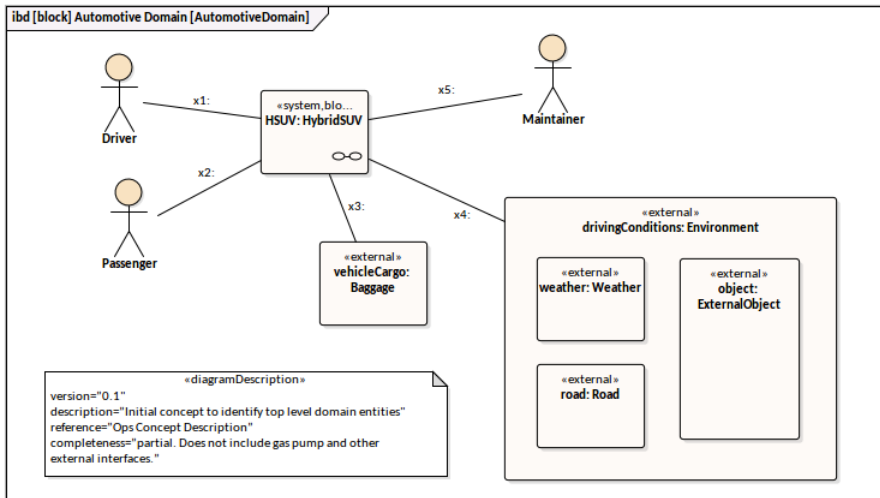 ibd [block] Automotive Domain [AutomotiveDomain]
x1:
x5:
«system,blo...
HSUV: HybridSUV
Driver
Maintainer
x2:
Passenger
x3:
x4:
«external»
vehicleCargo:
Baggage
«external»
drivingConditions: Environment
«external»
weather: Weather
«external»
object:
ExternalObject
«external»
road: Road
«diagramDescription»
version="0.1"
description="Initial concept to identify top level domain entities"
reference="Ops Concept Description"
completeness="partial. Does not include gas pump and other
external interfaces."